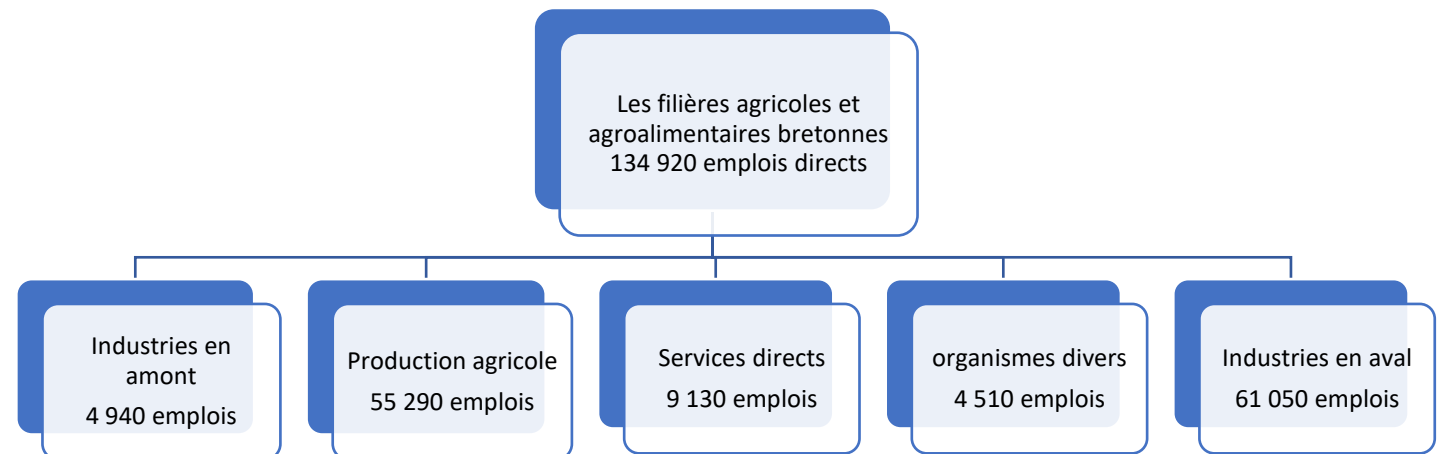 Les filières agricoles et
agroalimentaires bretonnes
134 920 emplois directs
Industries en
amont
4 940 emplois
Production agricole
55 290 emplois
Services directs
9 130 emplois
organismes divers
4 510 emplois
Industries en aval
61 050 emplois